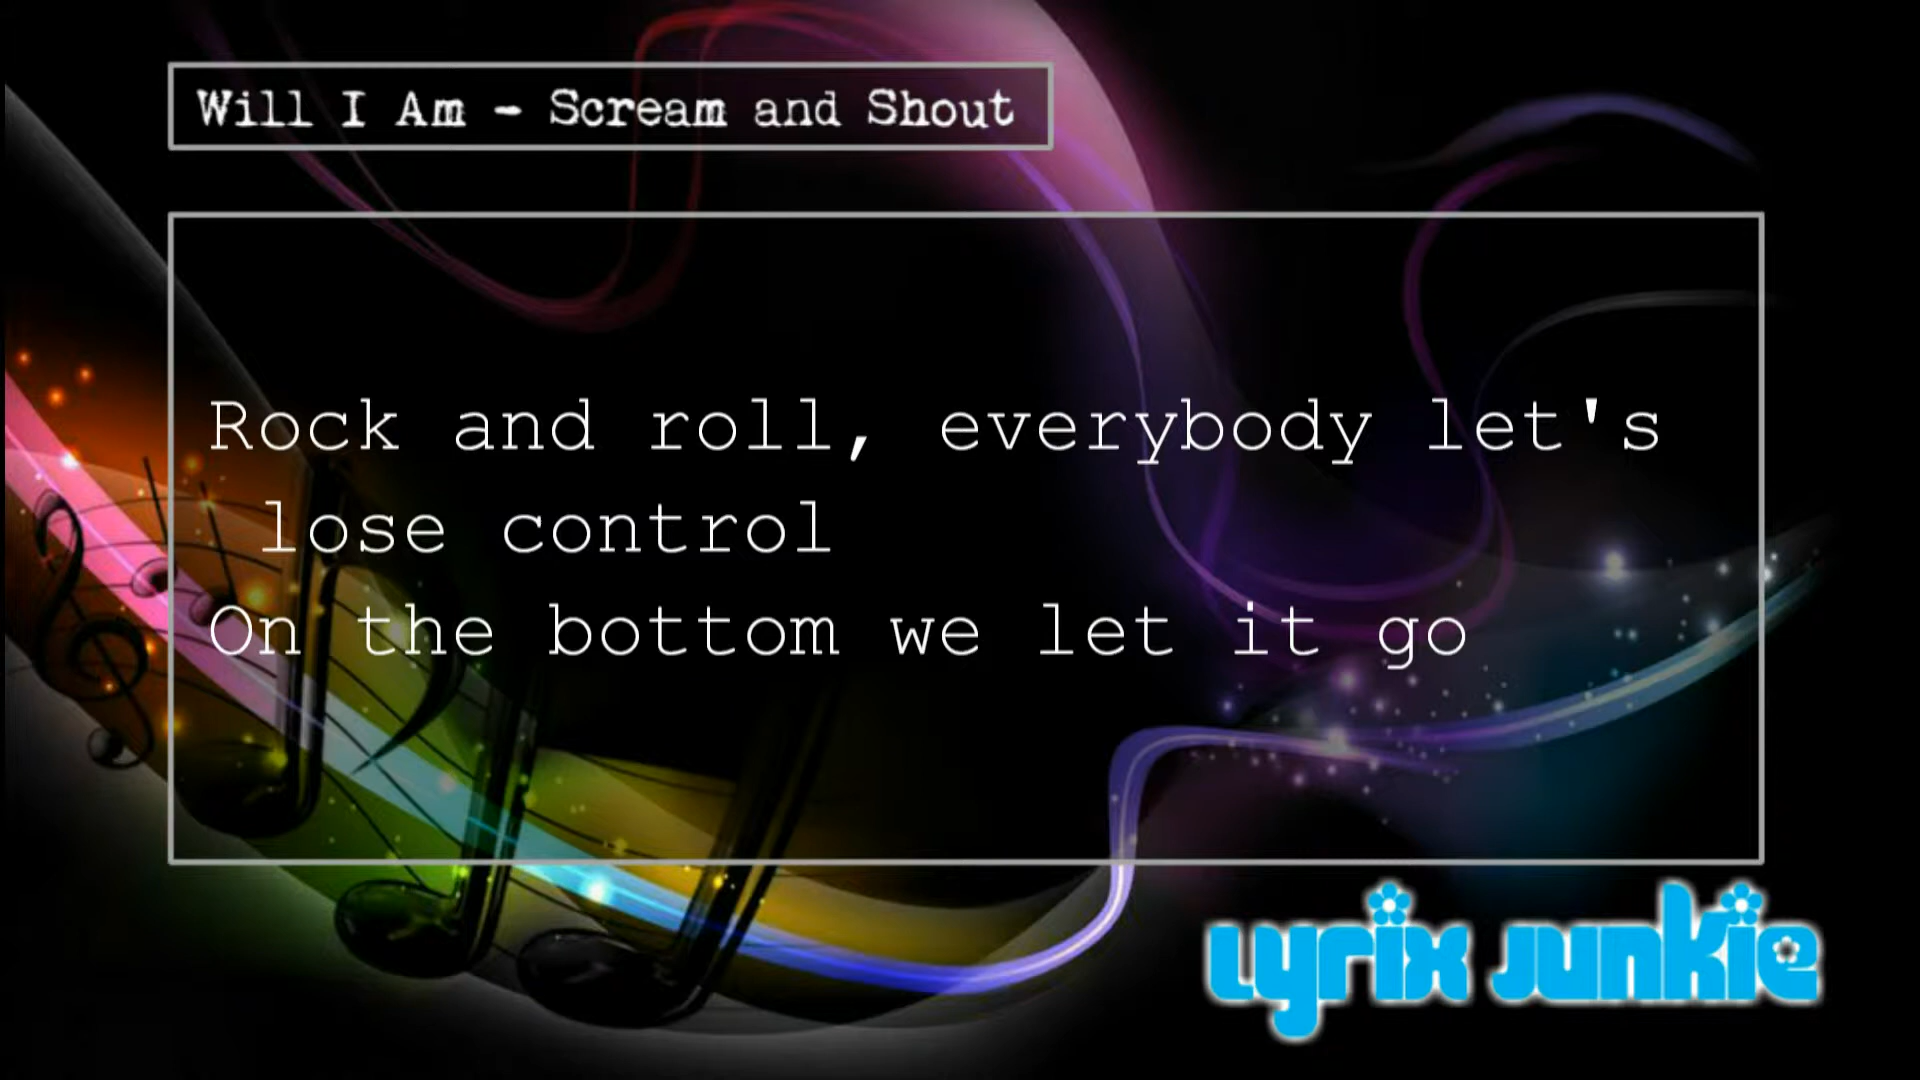 Will I Am - Scream and Shout
Rock and roll, everybody let's
lose control
On the bottom we let it go
Lyrix Junkie